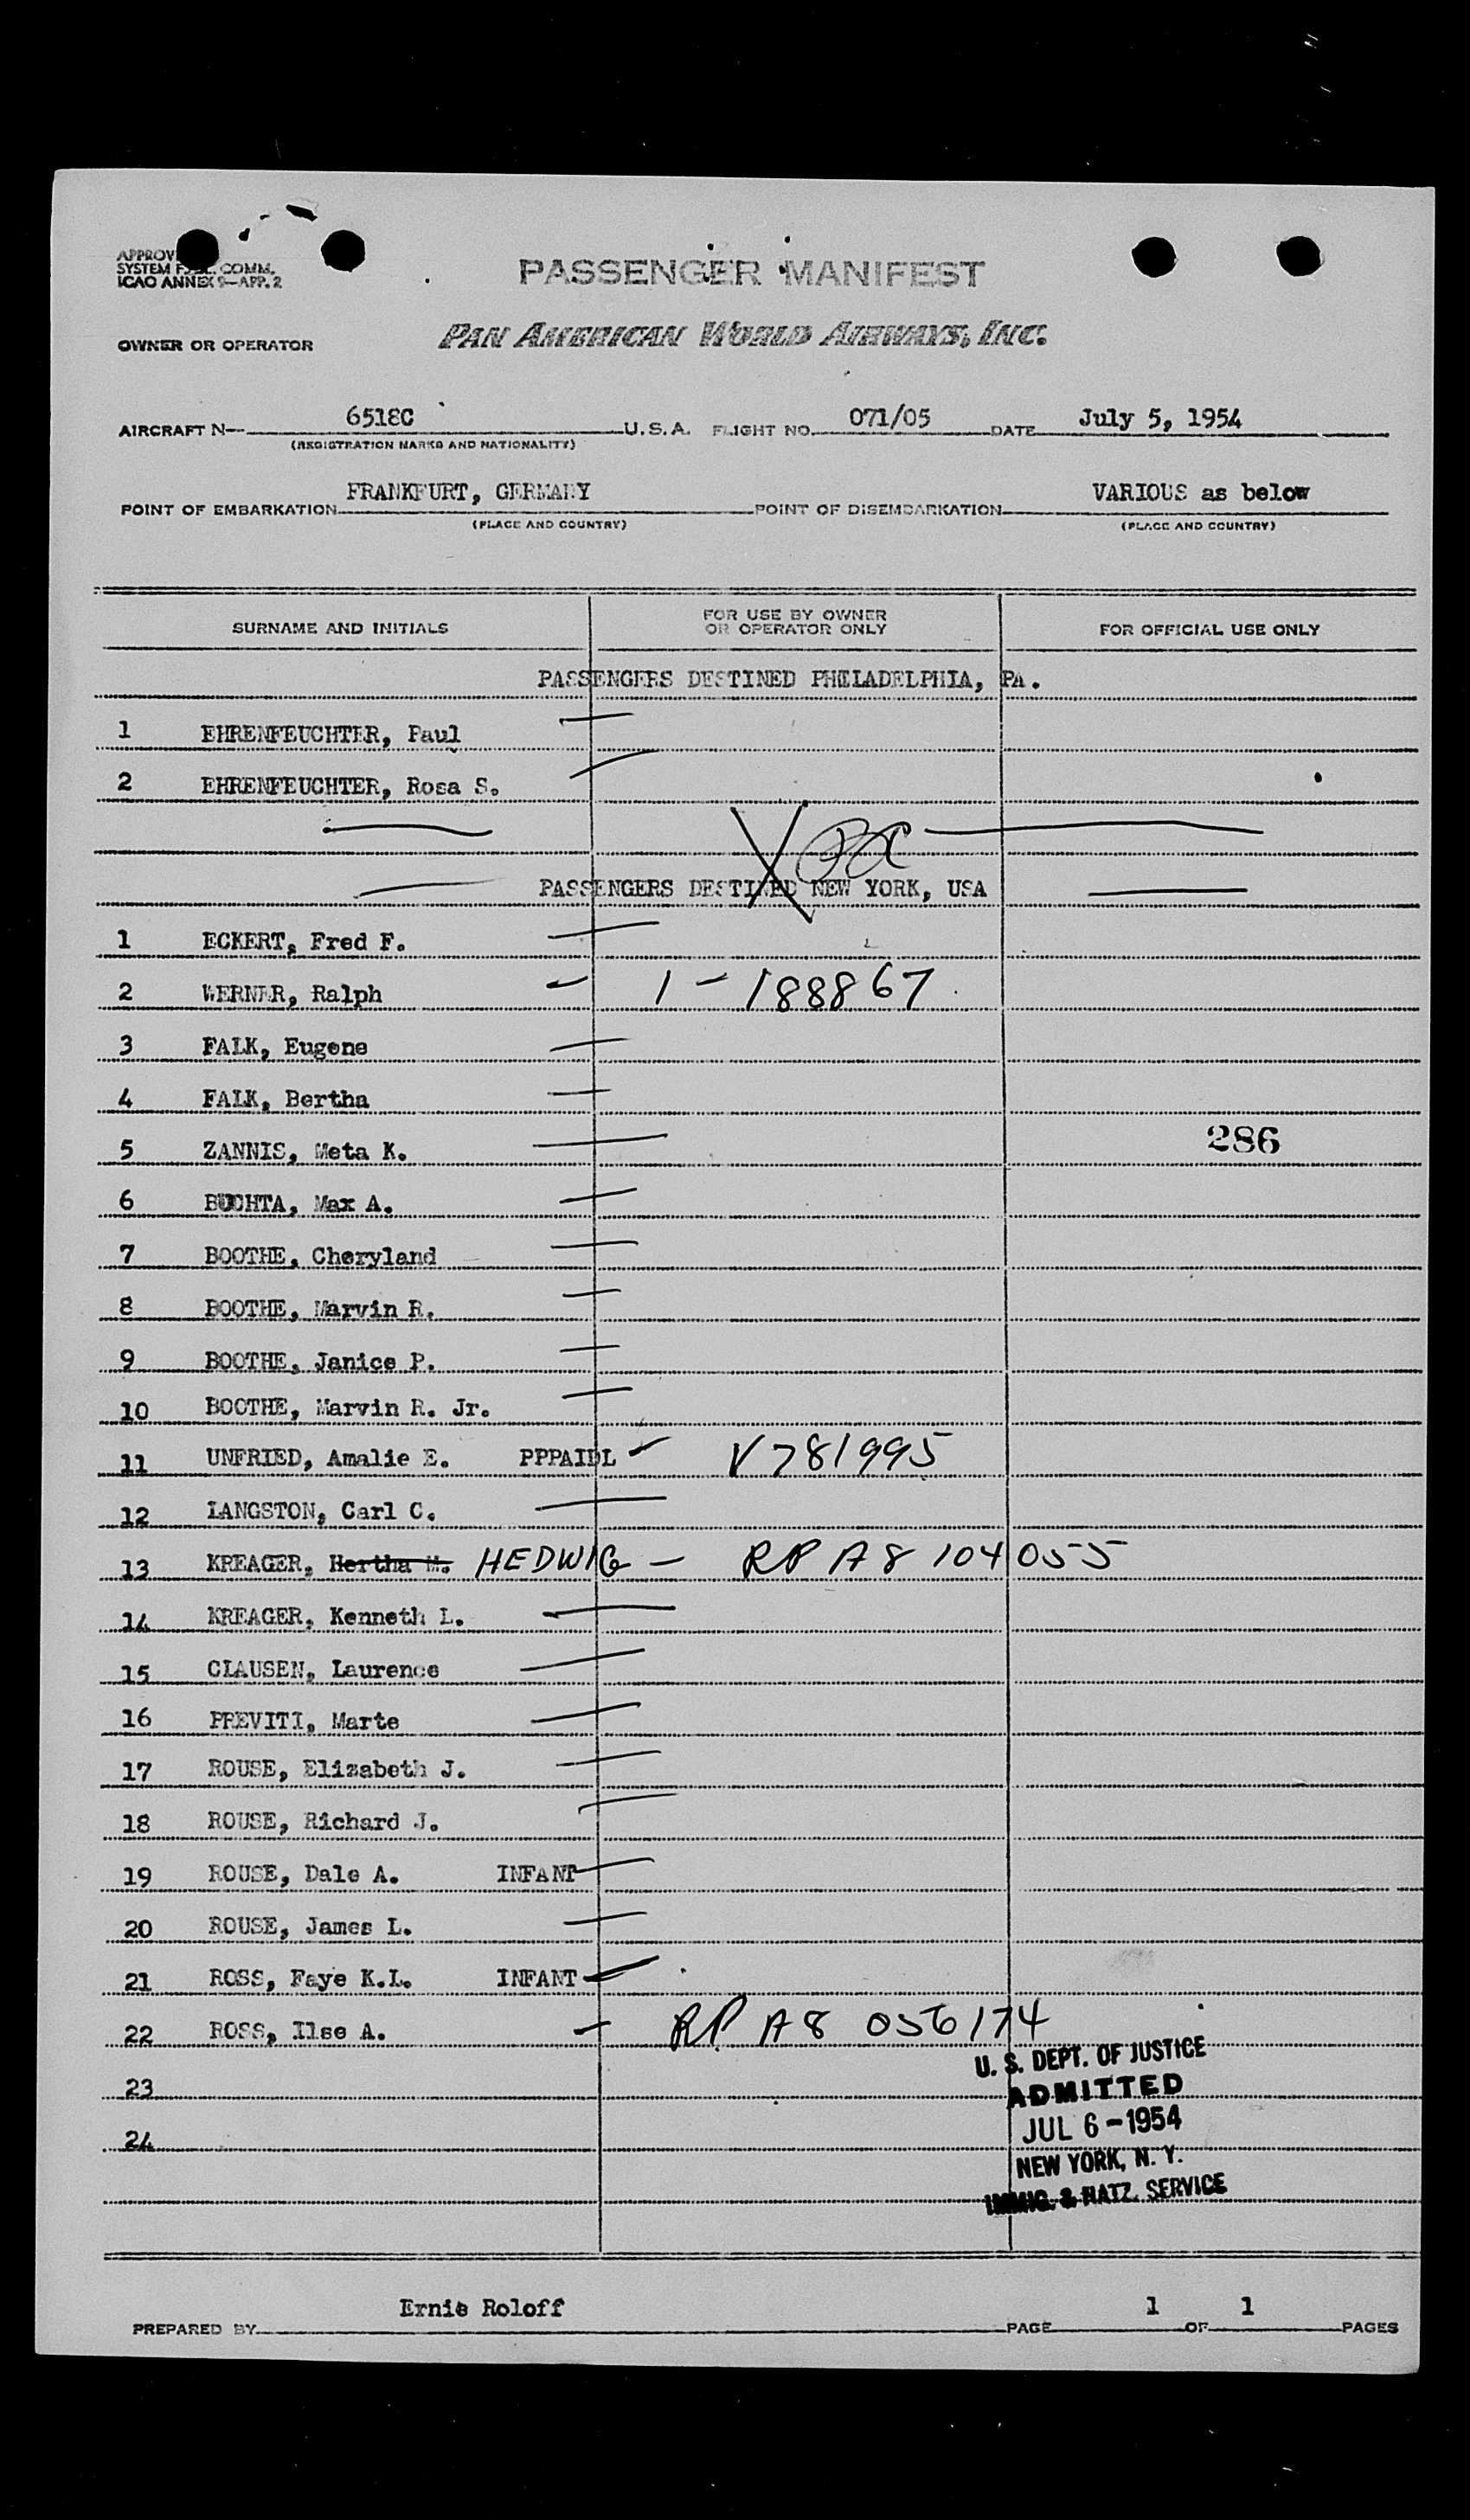 APPROV
SYSTEM F COMM.
ICAO ANNEX 9—APP. 2
PASSENGER MANIFEST
OWNER OR OPERATOR PAN AMERICAN WORLD AIRWAYS, INC.
AIRCRAFT N— 6518C U.S.A. FLIGHT NO. 071/05 DATE July 5, 1954
(REGISTRATION MARKS AND NATIONALITY)
POINT OF EMBARKATION FRANKFURT, GERMANY POINT OF DISEMBARKATION VARIOUS as below
(PLACE AND COUNTRY) (PLACE AND COUNTRY)
SURNAME AND INITIALS FOR USE BY OWNER OR OPERATOR ONLY FOR OFFICIAL USE ONLY
PASSENGERS DESTINED PHILADELPHIA, PA.
1 EHRENFEUCHTER, Paul
2 EHRENFEUCHTER, Rosa S.
PASSENGERS DESTINED NEW YORK, USA
1 ECKERT, Fred F.
2 WERNER, Ralph 1-188867
3 FALK, Eugene
4 FALK, Bertha
5 ZANNIS, Meta K. 286
6 BUCHTA, Max A.
7 BOOTHE, Cheryland
8 BOOTHE, Marvin R.
9 BOOTHE, Janice P.
10 BOOTHE, Marvin R. Jr.
11 UNFRIED, Amalie E. PPPAIDL V781995
12 LANGSTON, Carl C.
13 KREAGER, Hertha M. HEDWIG — RP A8 104055
14 KREAGER, Kenneth L.
15 CLAUSEN, Laurence
16 PREVITI, Marte
17 ROUSE, Elizabeth J.
18 ROUSE, Richard J.
19 ROUSE, Dale A. INFANT
20 ROUSE, James L.
21 ROSS, Faye K.L. INFANT
22 ROSS, Ilse A. RP A8 056174
23
24
U. S. DEPT. OF JUSTICE
ADMITTED
JUL 6-1954
NEW YORK, N. Y.
IMMIG. & NATZ. SERVICE
PREPARED BY Ernie Roloff PAGE 1 OF 1 PAGES